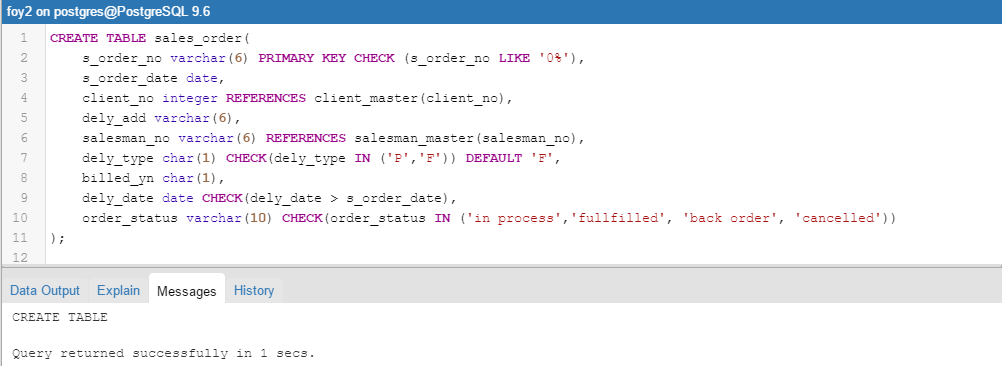 foy2 on postgres@PostgreSQL 9.6
1 CREATE TABLE sales_order(
2 s_order_no varchar(6) PRIMARY KEY CHECK (s_order_no LIKE '0%'),
3 s_order_date date,
4 client_no integer REFERENCES client_master(client_no),
5 dely_add varchar(6),
6 salesman_no varchar(6) REFERENCES salesman_master(salesman_no),
7 dely_type char(1) CHECK(dely_type IN ('P','F')) DEFAULT 'F',
8 billed_yn char(1),
9 dely_date date CHECK(dely_date > s_order_date),
10 order_status varchar(10) CHECK(order_status IN ('in process','fullfilled', 'back order', 'cancelled'))
11 );
12
Data Output Explain Messages History
CREATE TABLE
Query returned successfully in 1 secs.